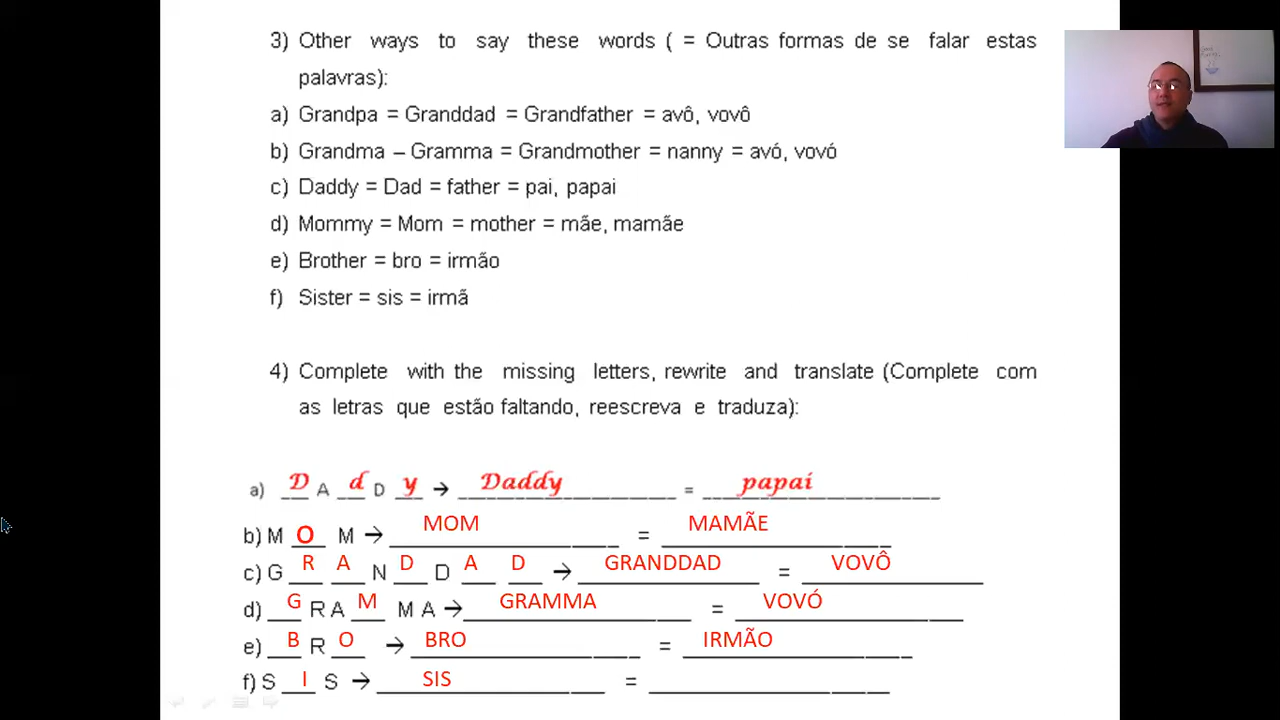 3) Other ways to say these words ( = Outras formas de se falar estas
palavras):
a) Grandpa = Granddad = Grandfather = avô, vovô
b) Grandma – Gramma = Grandmother = nanny = avó, vovó
c) Daddy = Dad = father = pai, papai
d) Mommy = Mom = mother = mãe, mamãe
e) Brother = bro = irmão
f) Sister = sis = irmã
4) Complete with the missing letters, rewrite and translate (Complete com
as letras que estão faltando, reescreva e traduza):
a) D A d D y → Daddy = papai
b) M O M → MOM = MAMÃE
c) G R A N D D A D → GRANDDAD = VOVÔ
d) G R A M M A → GRAMMA = VOVÓ
e) B R O → BRO = IRMÃO
f) S I S → SIS =